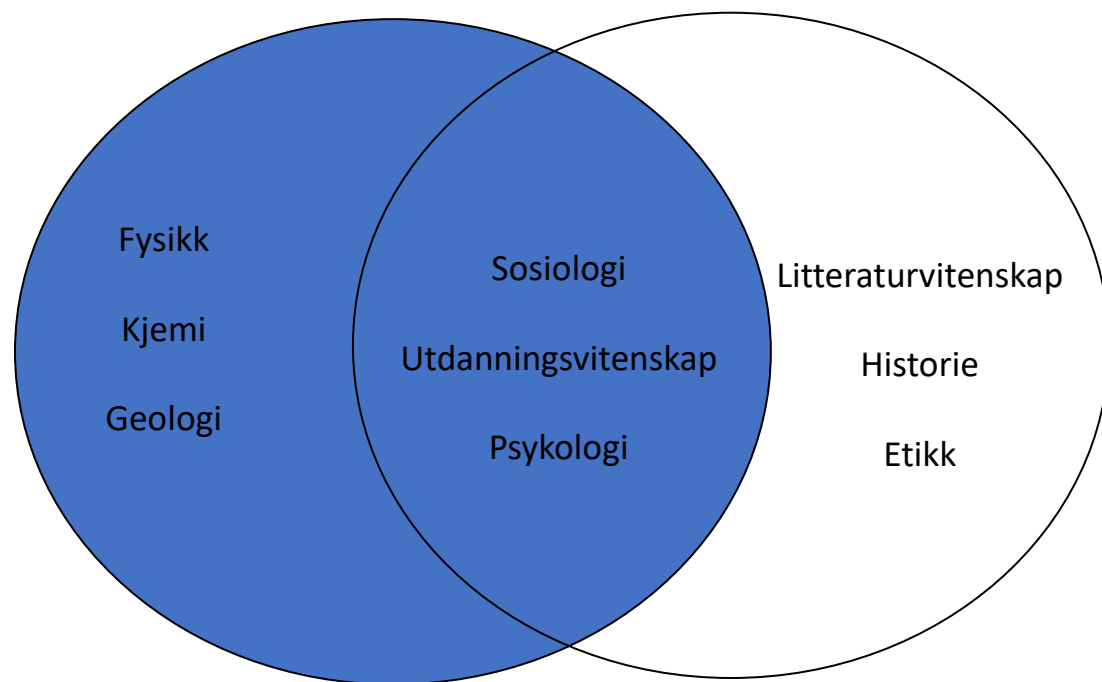 Fysikk
Kjemi
Geologi
Sosiologi
Utdanningsvitenskap
Psykologi
Litteraturvitenskap
Historie
Etikk